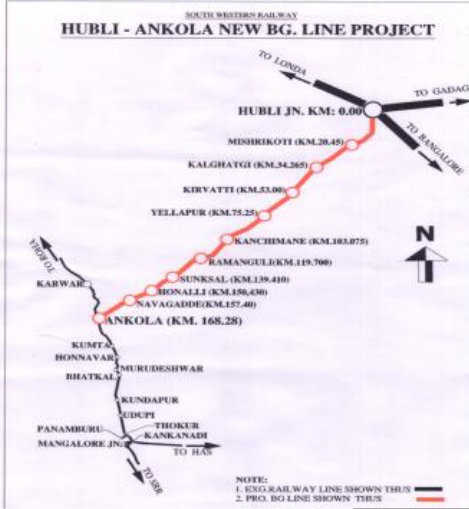 SOUTH WESTERN RAILWAY
HUBLI - ANKOLA NEW BG. LINE PROJECT
TO LONDA
TO GADAG
HUBLI JN. KM: 0.00
TO BANGALORE
MISHRIKOTI (KM.20.45)
KALGHATGI (KM.34.265)
KIRVATTI (KM.53.00)
YELLAPUR (KM.75.25)
KANCHIMANE (KM.103.075)
N
TO ROHA
RAMANGULI(KM.119.700)
SUNKSAL (KM.139.410)
KARWAR
HONALLI (KM.150.430)
NAVAGADDE(KM.157.40)
ANKOLA (KM. 168.28)
KUMTA
HONNAVAR
MURUDESHWAR
BHATKAL
KUNDAPUR
UDUPI
THOKUR
PANAMBURU
KANKANADI
MANGALORE JN.
TO HAS
TO SRR
NOTE:
1. EXG.RAILWAY LINE SHOWN THUS
2. PRO. BG LINE SHOWN THUS